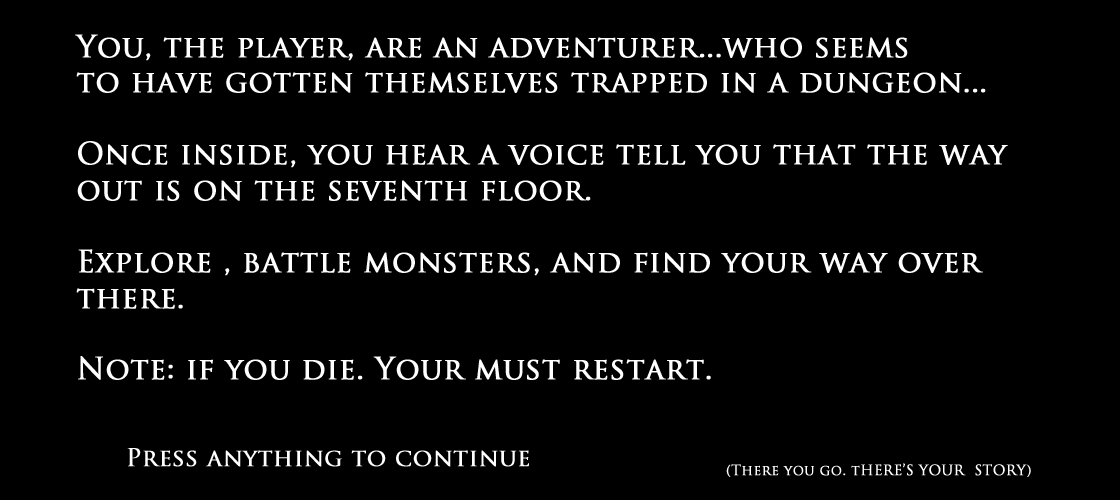 You, the player, are an adventurer...who seems
to have gotten themselves trapped in a dungeon...
Once inside, you hear a voice tell you that the way
out is on the seventh floor.
Explore , battle monsters, and find your way over
there.
Note: if you die. Your must restart.
Press anything to continue
(There you go. tHERE'S YOUR STORY)